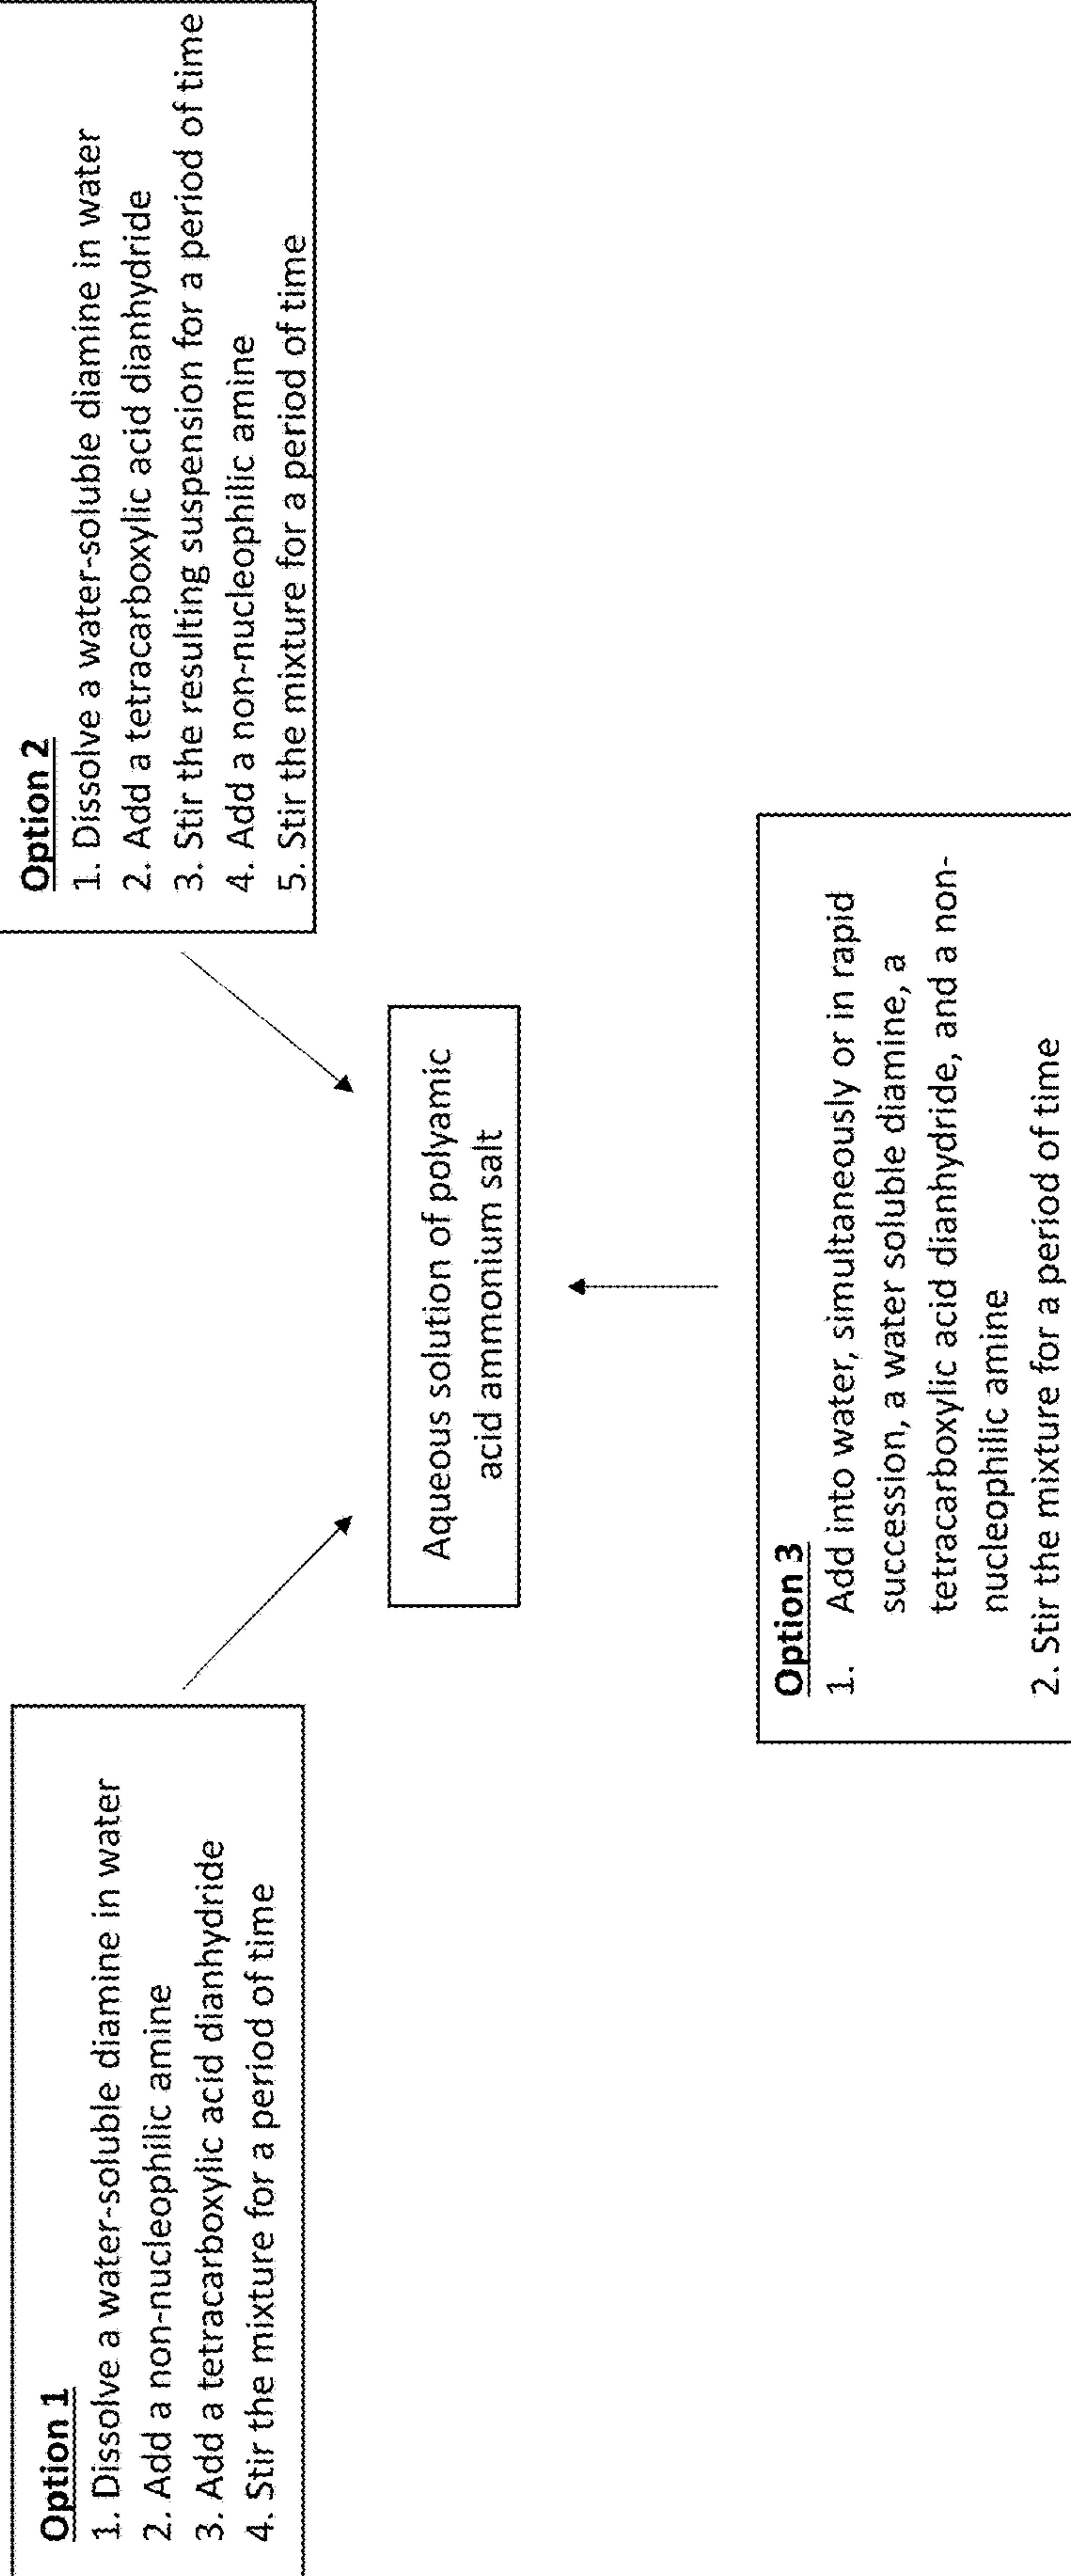 Option 1
1. Dissolve a water-soluble diamine in water
2. Add a non-nucleophilic amine
3. Add a tetracarboxylic acid dianhydride
4. Stir the mixture for a period of time
Option 2
1. Dissolve a water-soluble diamine in water
2. Add a tetracarboxylic acid dianhydride
3. Stir the resulting suspension for a period of time
4. Add a non-nucleophilic amine
5. Stir the mixture for a period of time
Aqueous solution of polyamic
acid ammonium salt
Option 3
1. Add into water, simultaneously or in rapid
succession, a water soluble diamine, a
tetracarboxylic acid dianhydride, and a non-
nucleophilic amine
2. Stir the mixture for a period of time